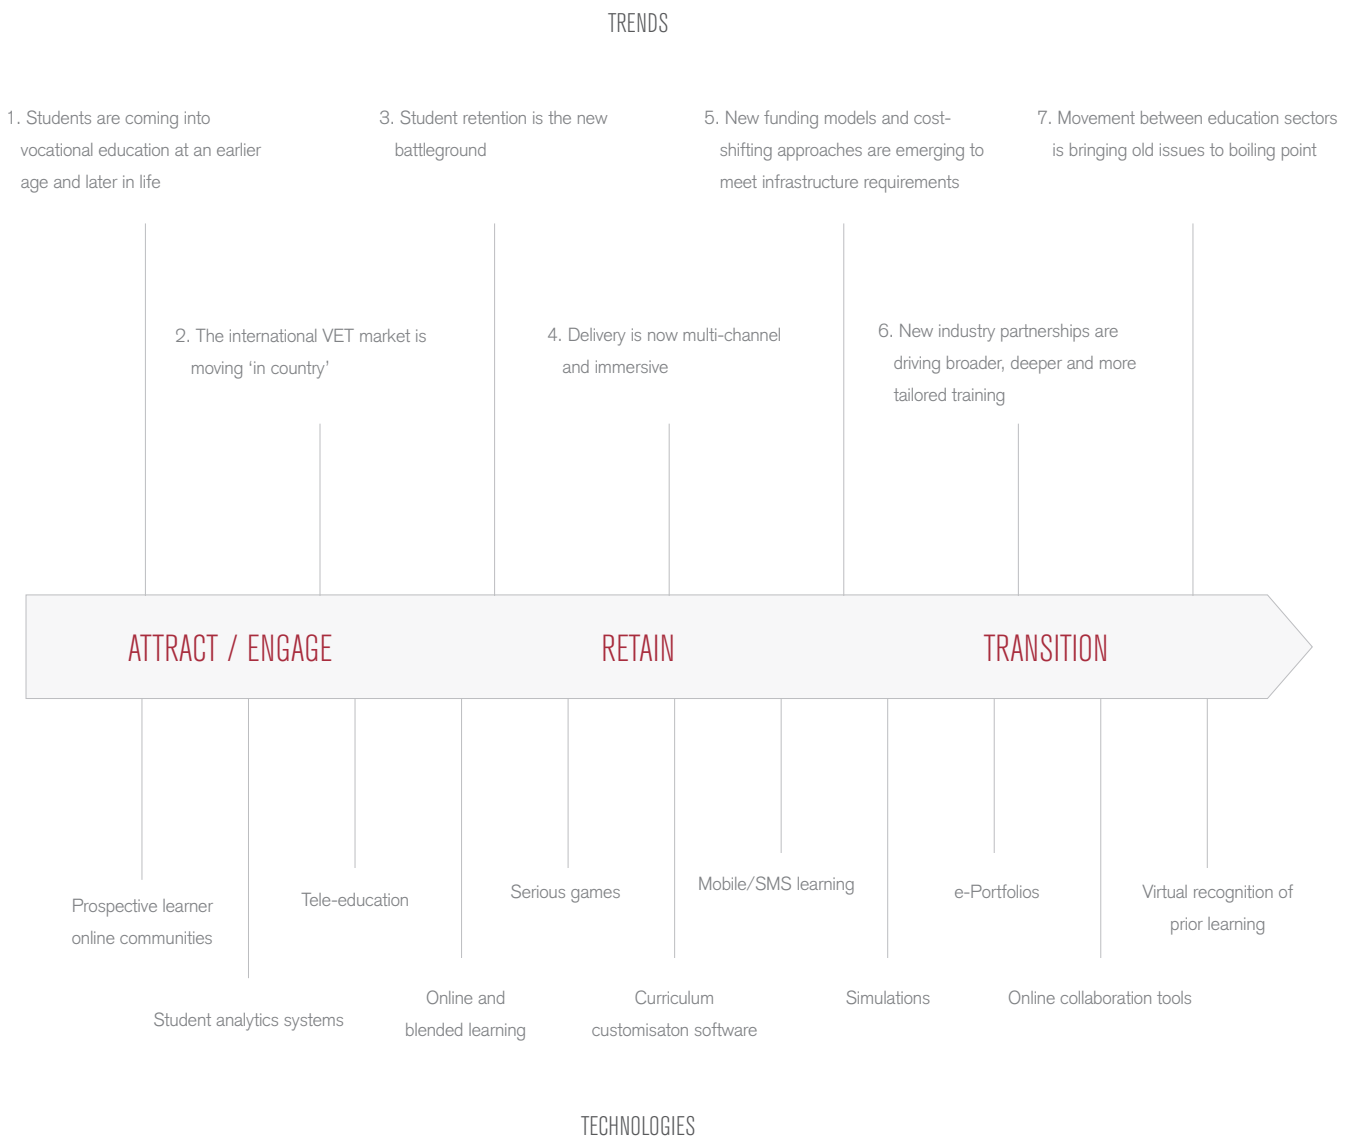 TRENDS
1. Students are coming into
vocational education at an earlier
age and later in life
3. Student retention is the new
battleground
5. New funding models and cost-
shifting approaches are emerging to
meet infrastructure requirements
7. Movement between education sectors
is bringing old issues to boiling point
2. The international VET market is
moving ‘in country’
4. Delivery is now multi-channel
and immersive
6. New industry partnerships are
driving broader, deeper and more
tailored training
ATTRACT / ENGAGE
RETAIN
TRANSITION
Prospective learner
online communities
Tele-education
Serious games
Mobile/SMS learning
e-Portfolios
Virtual recognition of
prior learning
Student analytics systems
Online and
blended learning
Curriculum
customisaton software
Simulations
Online collaboration tools
TECHNOLOGIES